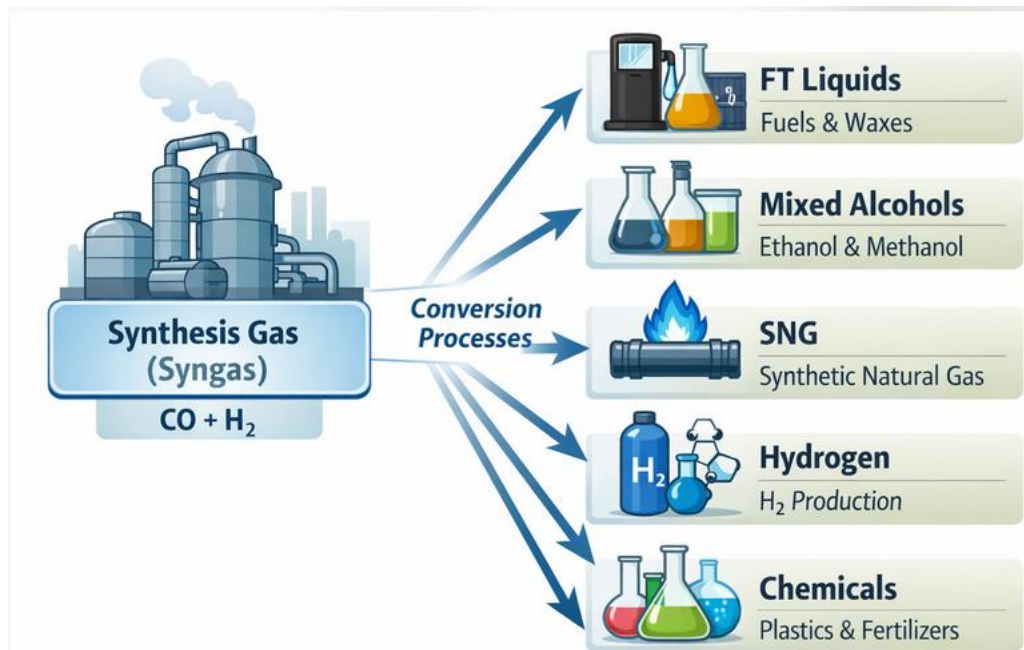 Synthesis Gas
(Syngas)
CO + H₂
Conversion
Processes
FT Liquids
Fuels & Waxes
%
Mixed Alcohols
Ethanol & Methanol
SNG
Synthetic Natural Gas
H₂
Hydrogen
H₂ Production
Chemicals
Plastics & Fertilizers